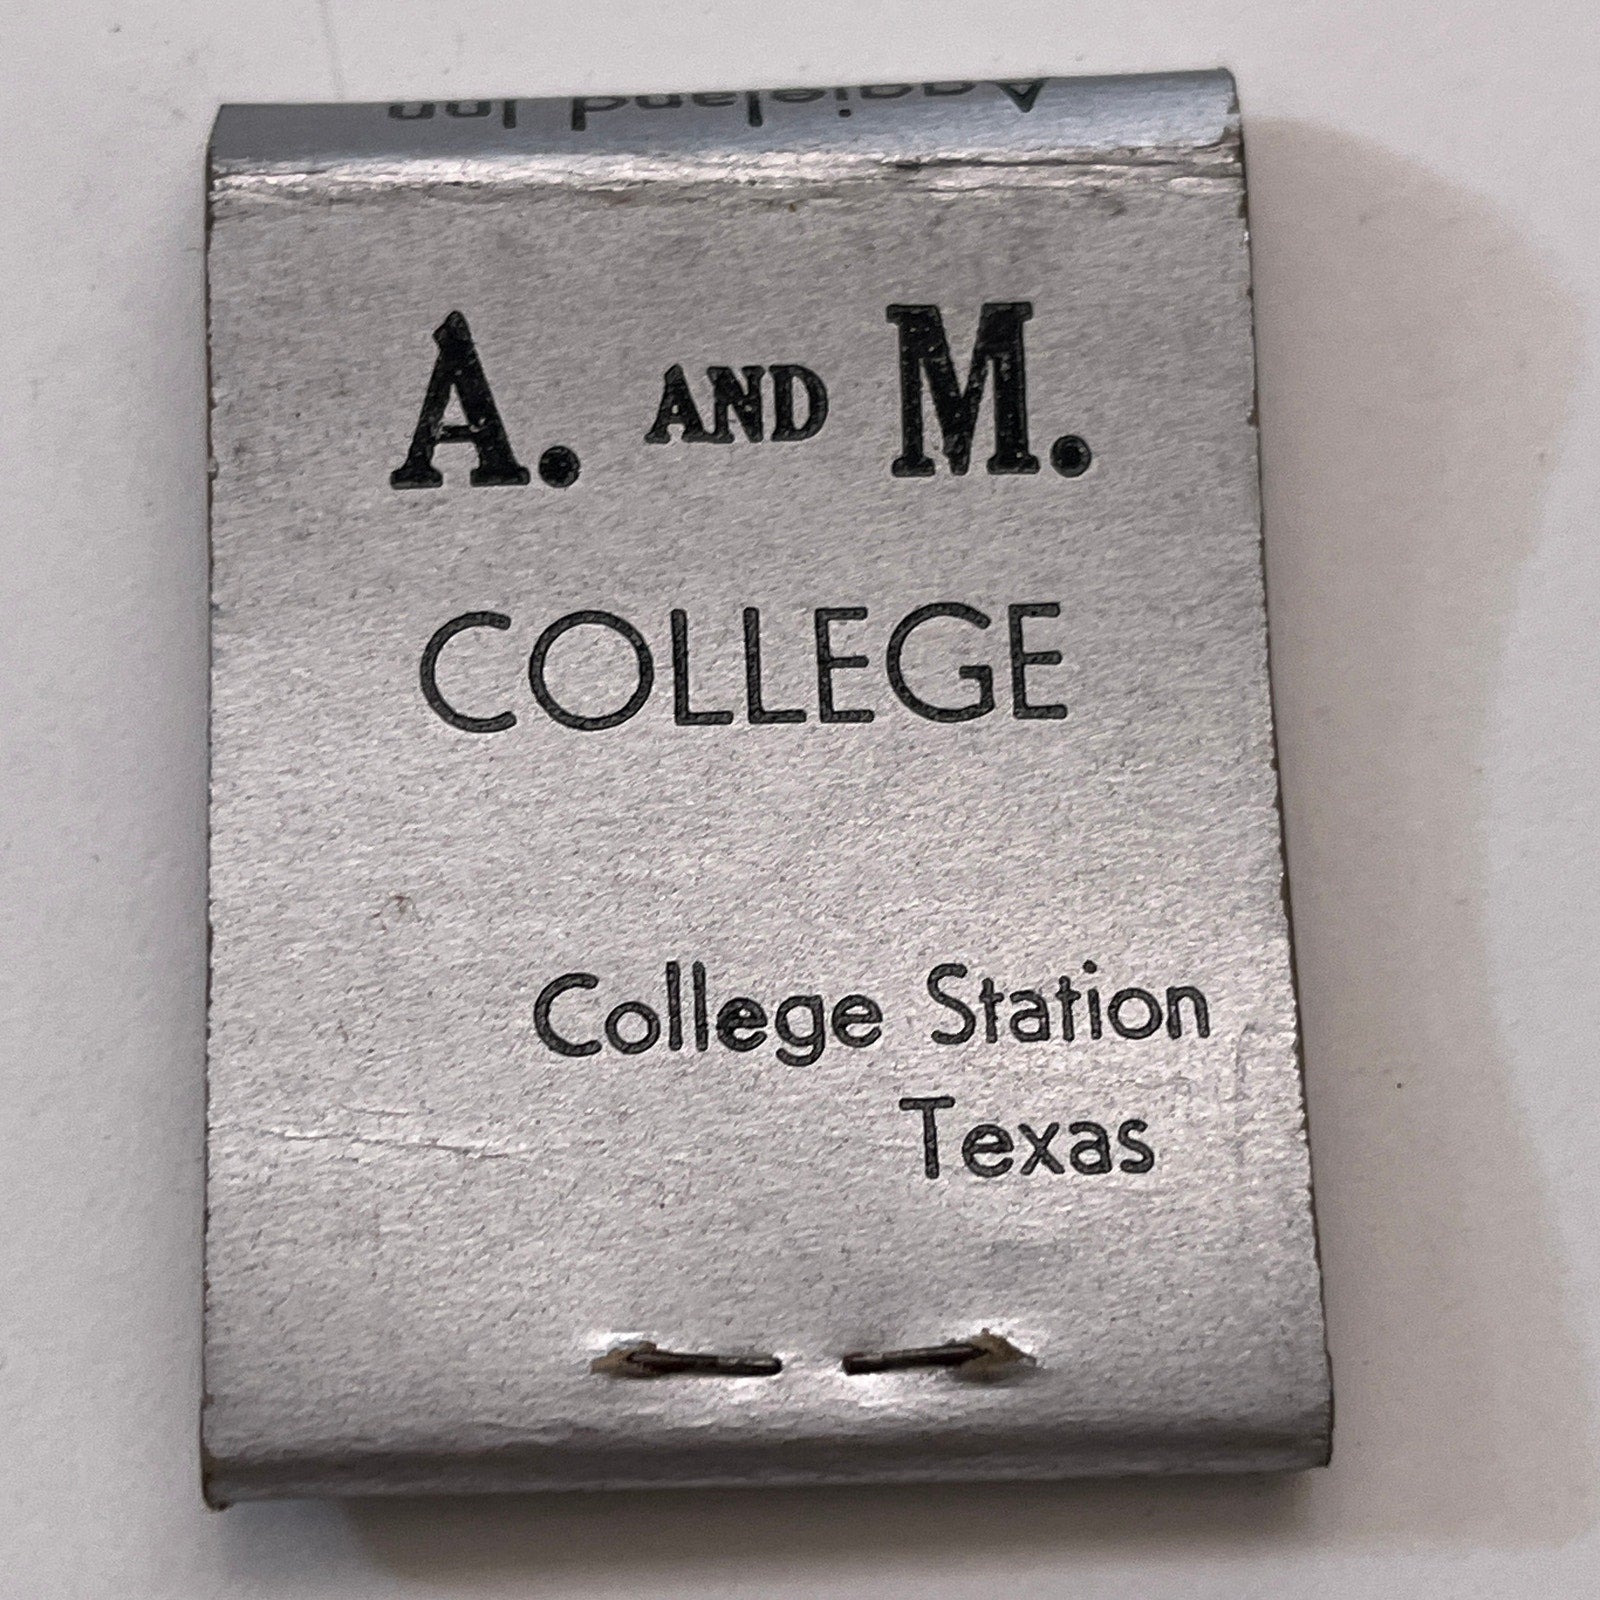 Aggieland Inn
A. AND M.
COLLEGE
College Station
Texas